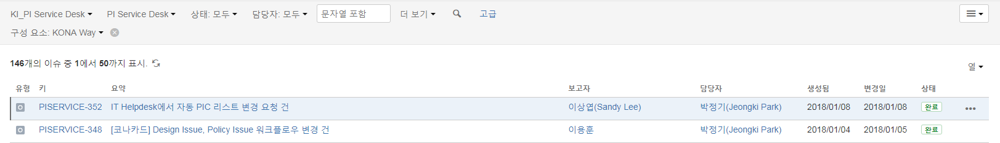 KI_PI Service Desk PI Service Desk 상태: 모두 담당자: 모두 문자열 포함 더 보기 고급
구성 요소: KONA Way
146개의 이슈 중 1에서 50까지 표시.
열
유형 키 요약 보고자 담당자 생성됨 변경일 상태
PISERVICE-352 IT Helpdesk에서 자동 PIC 리스트 변경 요청 건 이상엽(Sandy Lee) 박정기(Jeongki Park) 2018/01/08 2018/01/08 완료
PISERVICE-348 [코나카드] Design Issue, Policy Issue 워크플로우 변경 건 이용훈 박정기(Jeongki Park) 2018/01/04 2018/01/05 완료